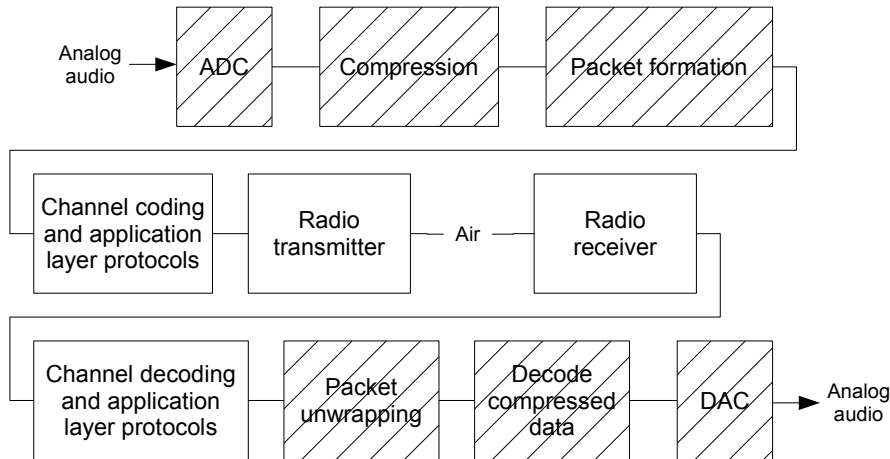 Analog
audio
ADC
Compression
Packet formation
Channel coding
and application
layer protocols
Radio
transmitter
Air
Radio
receiver
Channel decoding
and application
layer protocols
Packet
unwrapping
Decode
compressed
data
DAC
Analog
audio